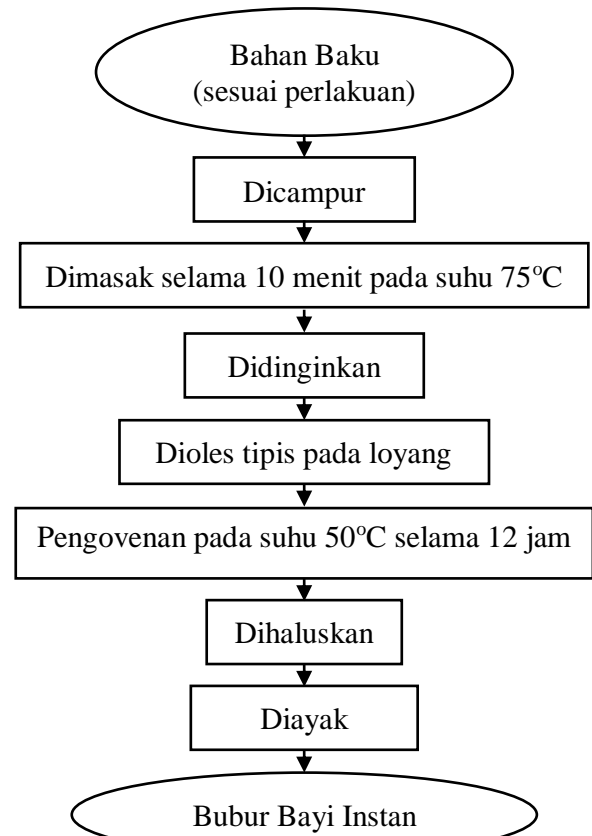 Bahan Baku
(sesuai perlakuan)
Dicampur
Dimasak selama 10 menit pada suhu 75°C
Didinginkan
Dioles tipis pada loyang
Pengovenan pada suhu 50°C selama 12 jam
Dihaluskan
Diayak
Bubur Bayi Instan